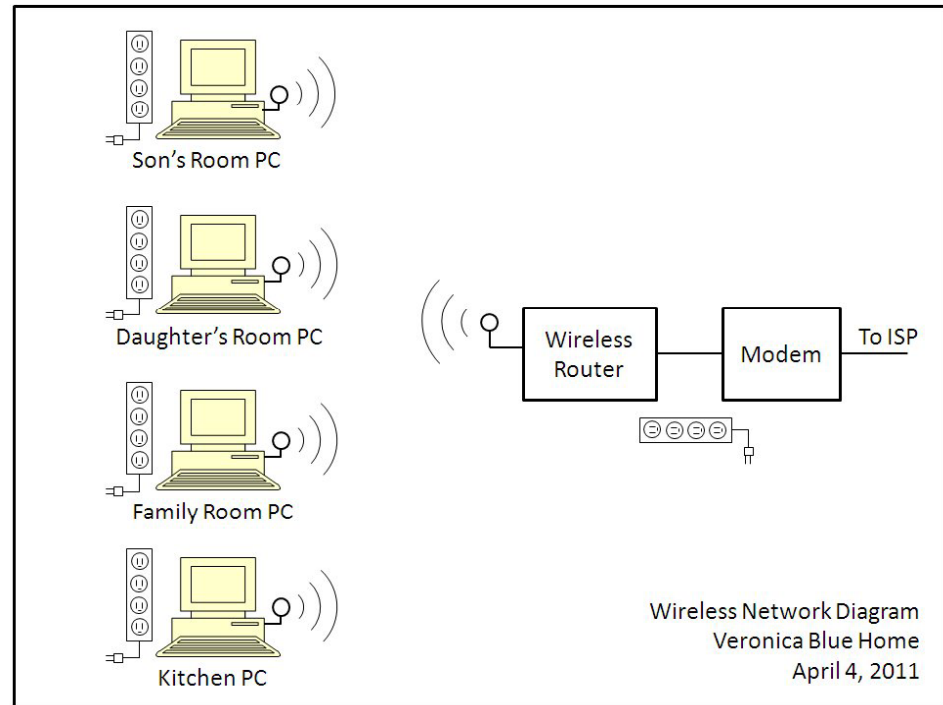 Son’s Room PC
Daughter’s Room PC
Family Room PC
Kitchen PC
Wireless
Router
Modem
To ISP
Wireless Network Diagram
Veronica Blue Home
April 4, 2011